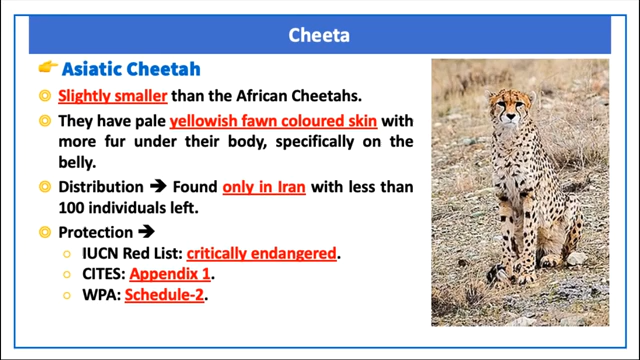 Cheeta
Asiatic Cheetah
Slightly smaller than the African Cheetahs.
They have pale yellowish fawn coloured skin with
more fur under their body, specifically on the
belly.
Distribution ➔ Found only in Iran with less than
100 individuals left.
Protection ➔
IUCN Red List: critically endangered.
CITES: Appendix 1.
WPA: Schedule-2.